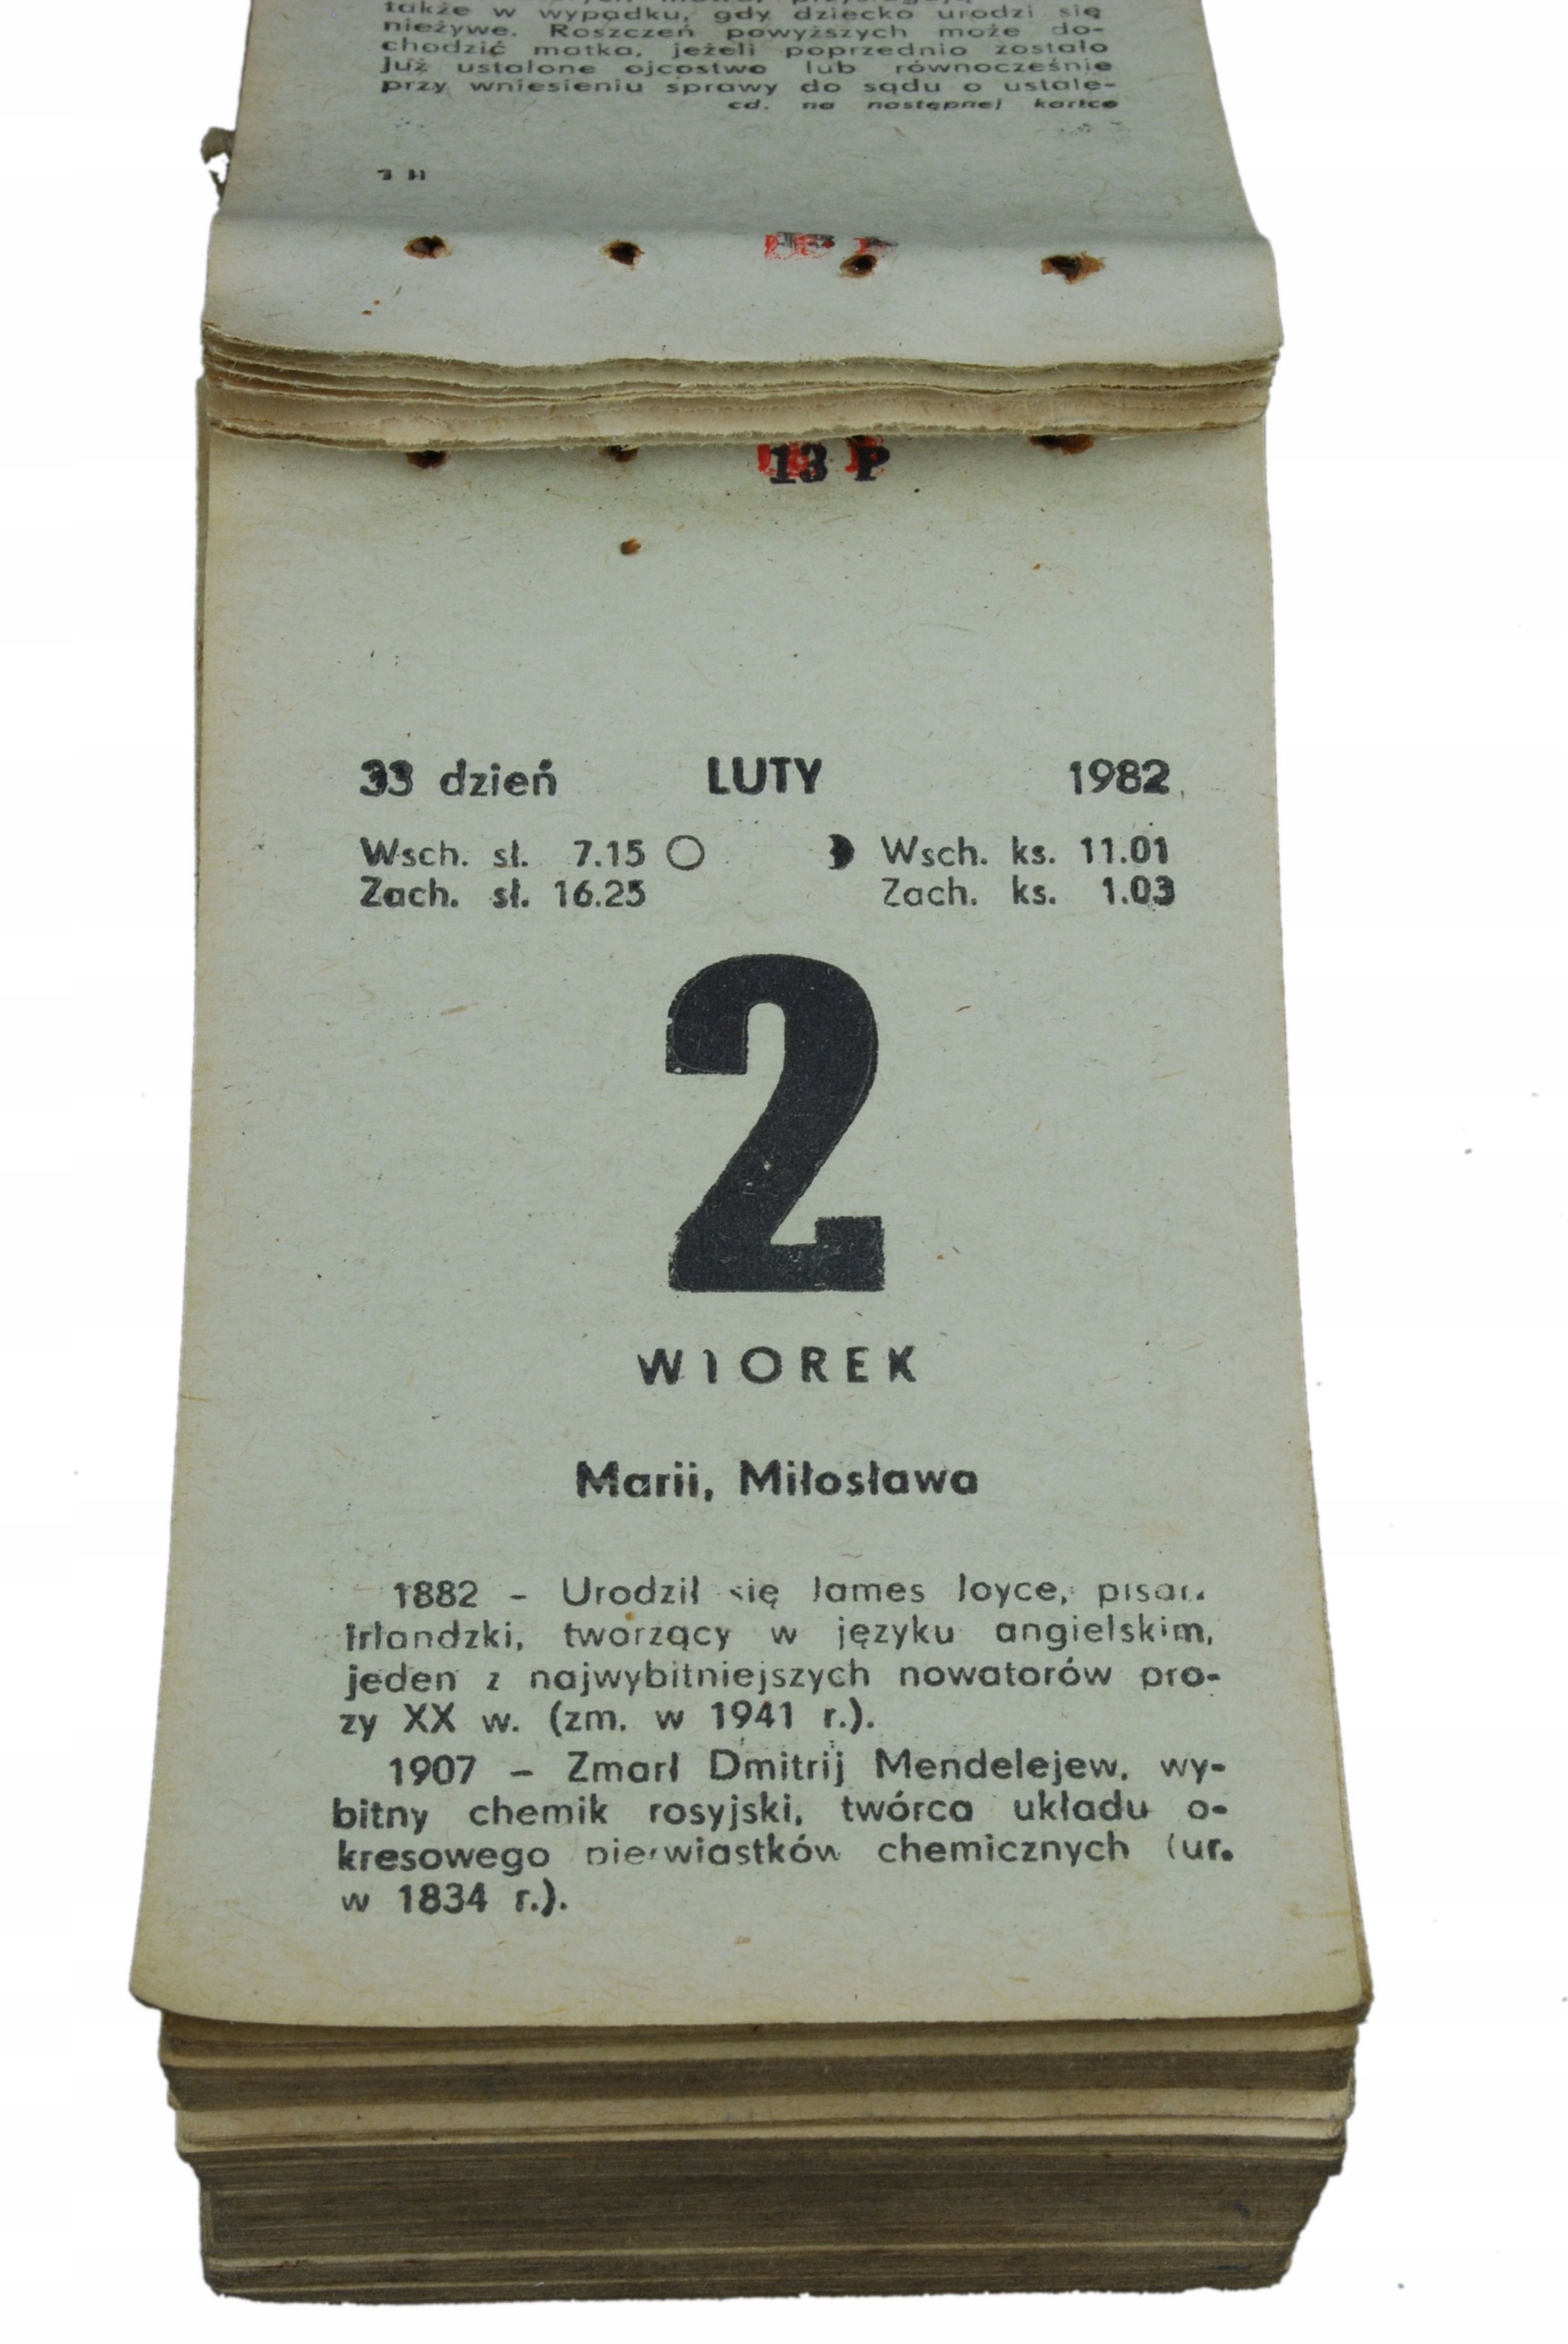 także w wypadku, gdy dziecko urodzi się
nieżywe. Roszczeń powyższych może do-
chodzić matka, jeżeli poprzednio zostało
już ustalone ojcostwo lub równocześnie
przy wniesieniu sprawy do sądu o ustale-
cd. na następnej kartce
13 P
33 dzień LUTY 1982
Wsch. sł. 7.15 Wsch. ks. 11.01
Zach. sł. 16.25 Zach. ks. 1.03
2
WTOREK
Marii, Miłosława
1882 – Urodził się James Joyce, pisarz
irlandzki, tworzący w języku angielskim,
jeden z najwybitniejszych nowatorów pro-
zy XX w. (zm. w 1941 r.).
1907 – Zmarł Dmitrij Mendelejew, wy-
bitny chemik rosyjski, twórca układu o-
kresowego pierwiastków chemicznych (ur.
w 1834 r.).